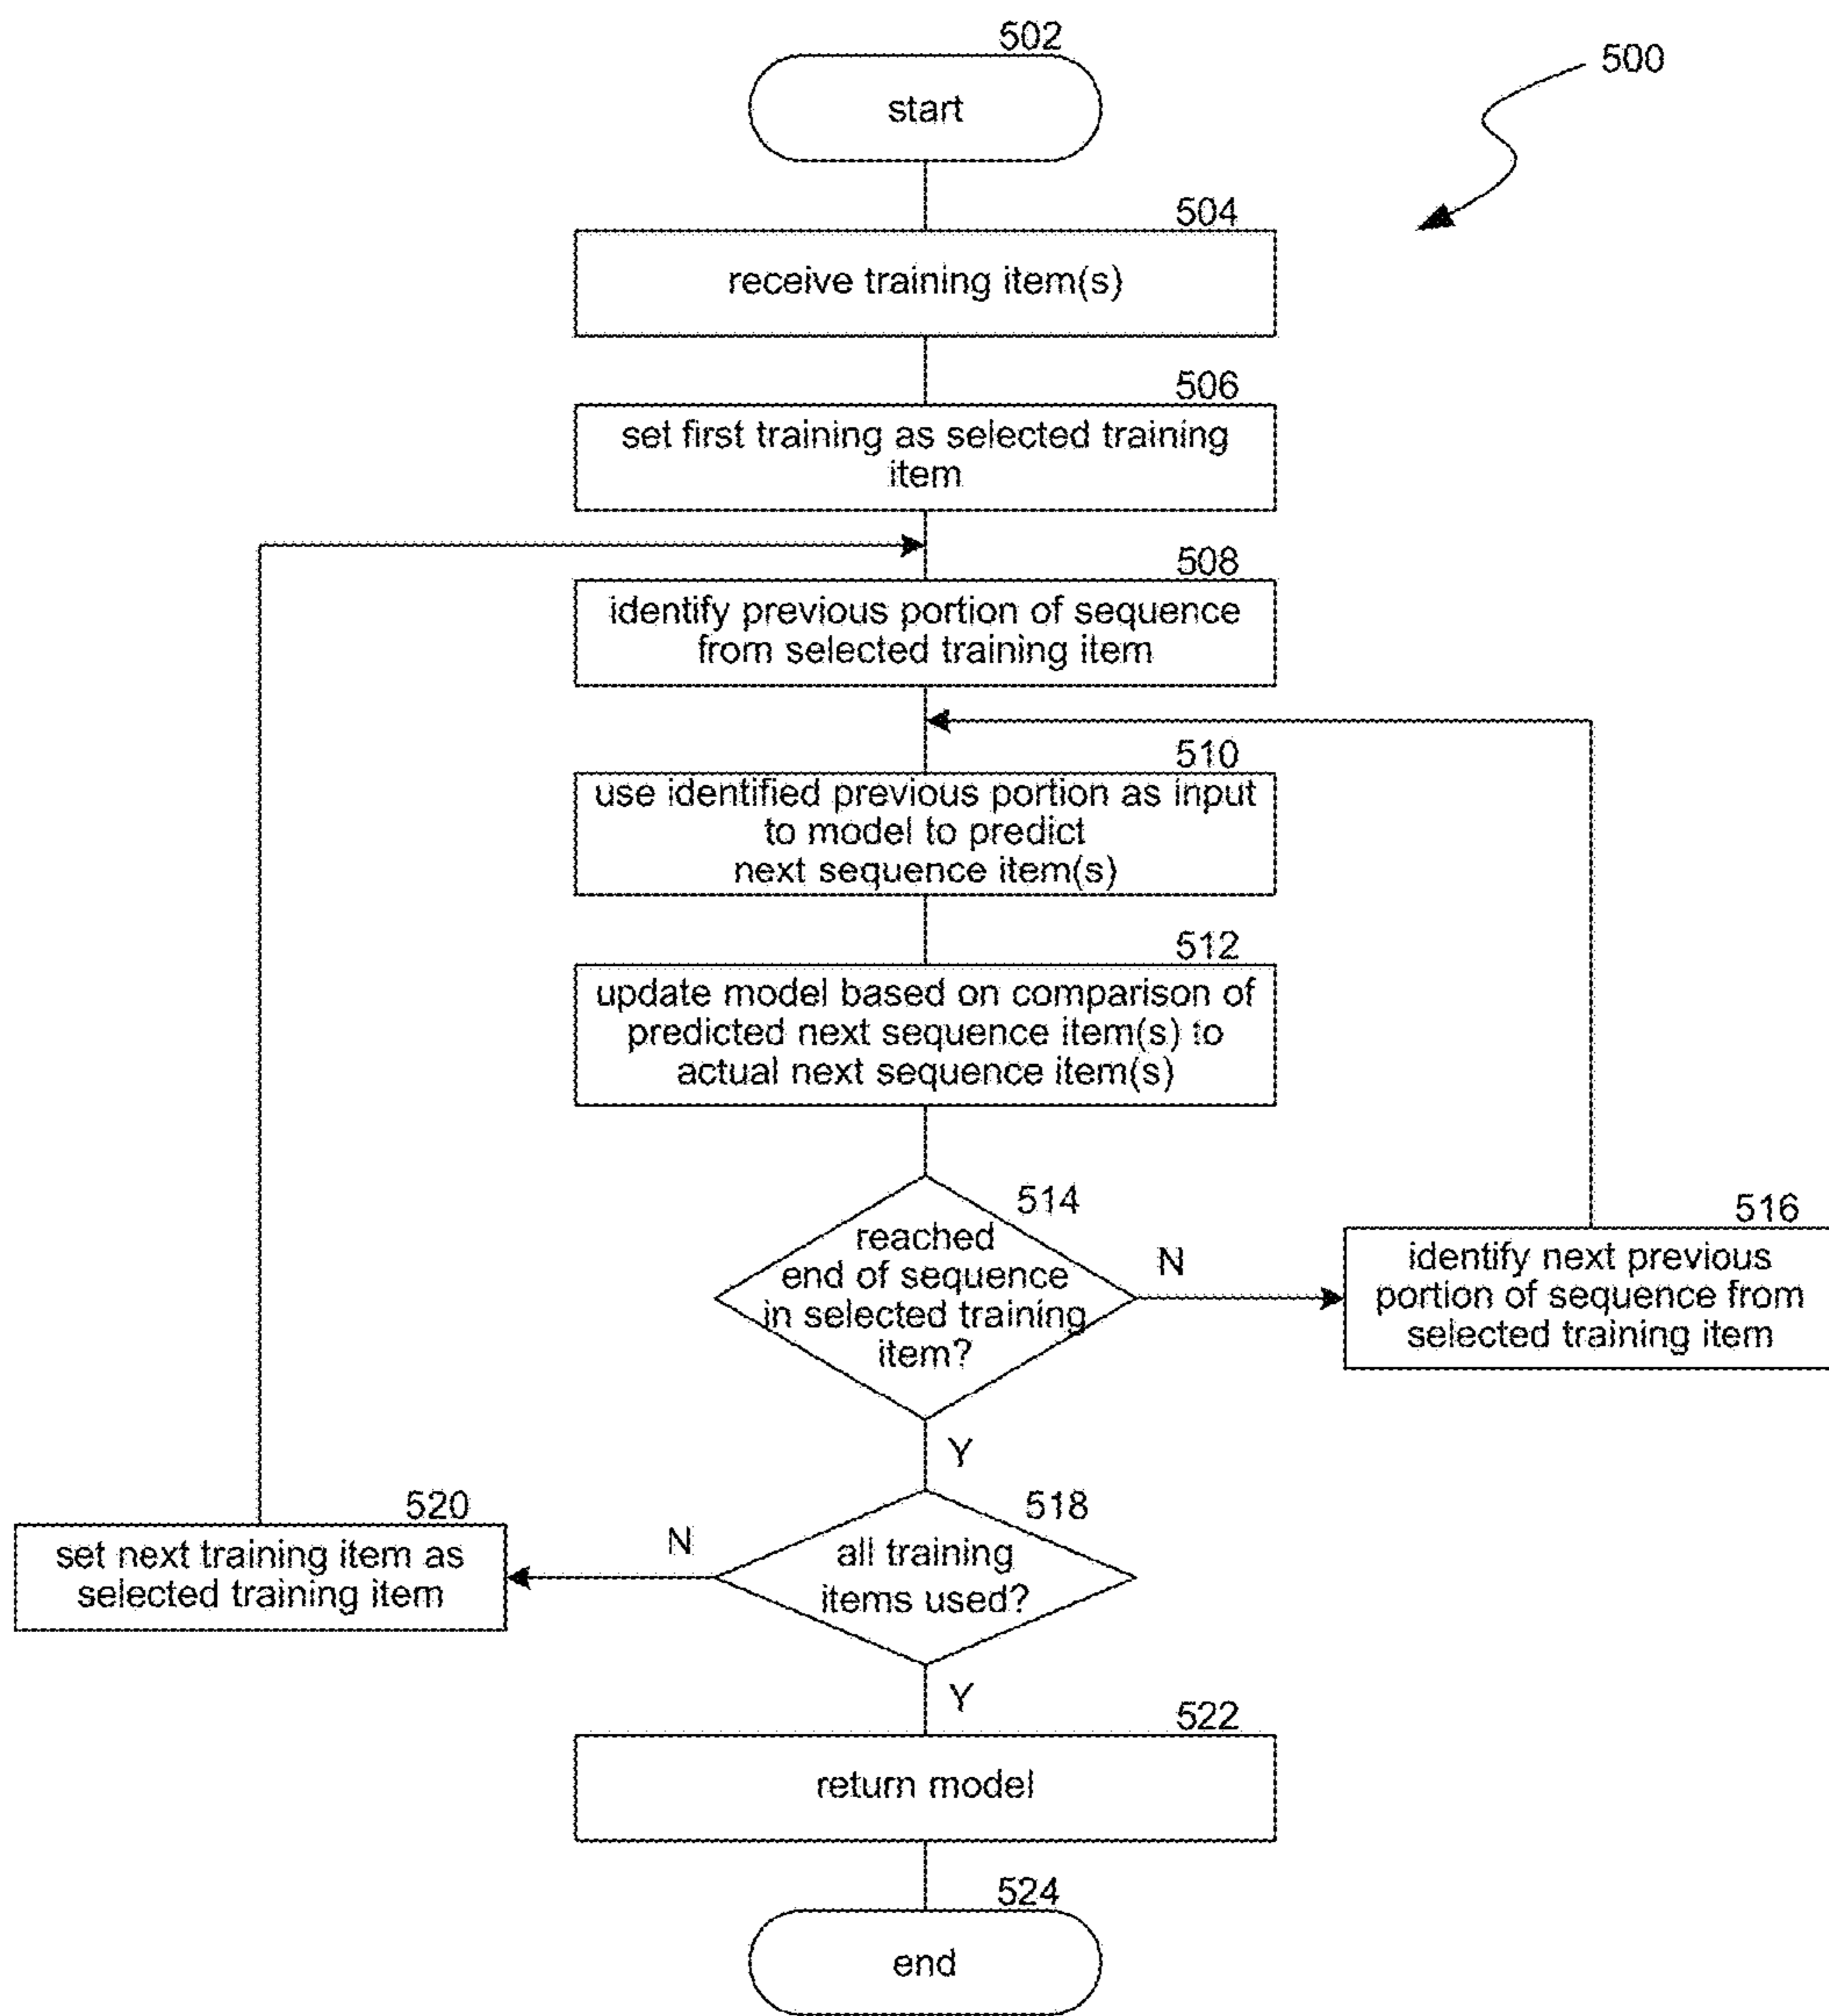 502
500
start
504
receive training item(s)
506
set first training as selected training
item
508
identify previous portion of sequence
from selected training item
510
use identified previous portion as input
to model to predict
next sequence item(s)
512
update model based on comparison of
predicted next sequence item(s) to
actual next sequence item(s)
514
reached
end of sequence
in selected training
item?
N
516
identify next previous
portion of sequence from
selected training item
Y
518
all training
items used?
N
520
set next training item as
selected training item
Y
522
return model
524
end